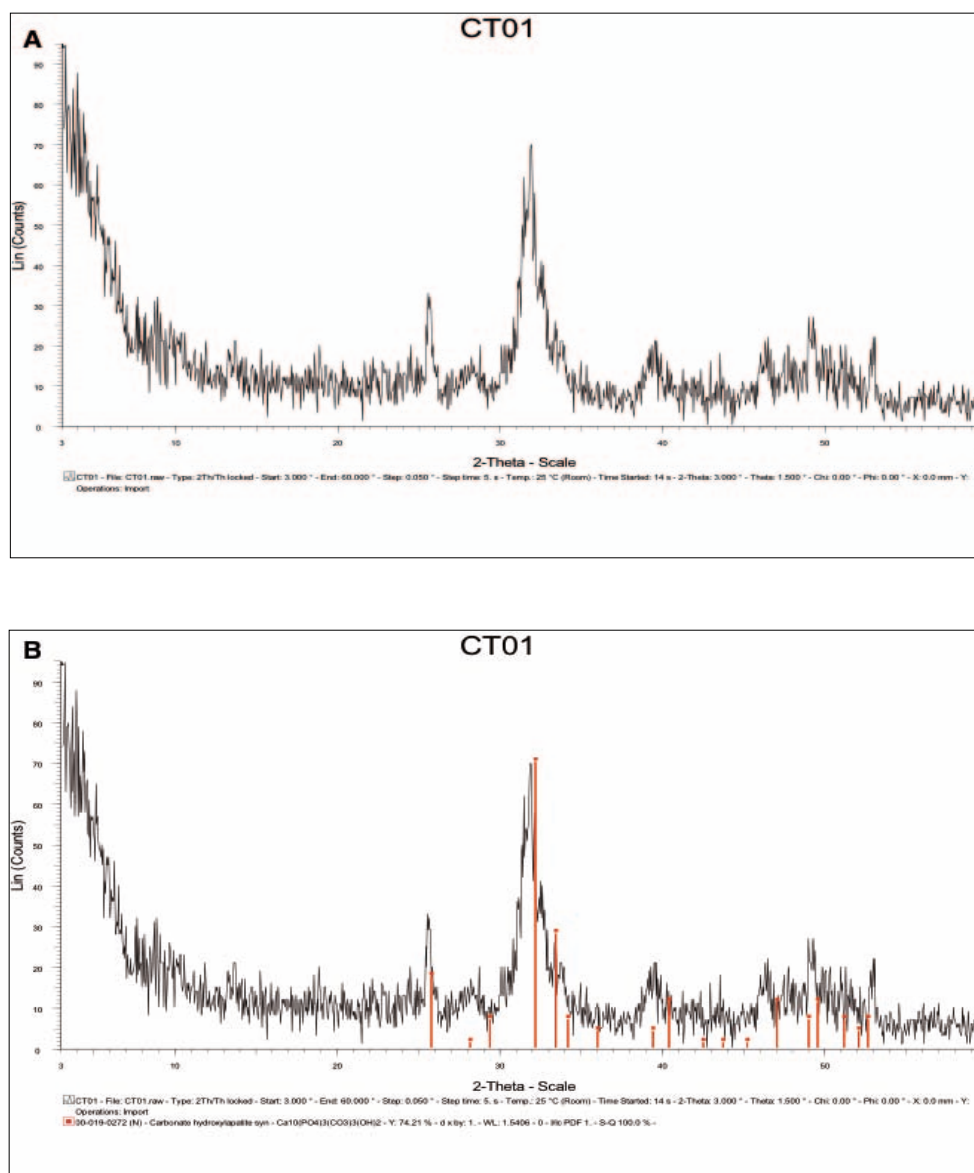 A
CT01
Lin (Counts)
90
80
70
60
50
40
30
20
10
0
3
10
20
30
40
50
2-Theta - Scale
CT01 - File: CT01.raw - Type: 2Th/Th locked - Start: 3.000 ° - End: 60.000 ° - Step: 0.050 ° - Step time: 5. s - Temp.: 25 °C (Room) - Time Started: 14 s - 2-Theta: 3.000 ° - Theta: 1.500 ° - Chi: 0.00 ° - Phi: 0.00 ° - X: 0.0 mm - Y:
Operations: Import
B
CT01
Lin (Counts)
90
80
70
60
50
40
30
20
10
0
3
10
20
30
40
50
2-Theta - Scale
CT01 - File: CT01.raw - Type: 2Th/Th locked - Start: 3.000 ° - End: 60.000 ° - Step: 0.050 ° - Step time: 5. s - Temp.: 25 °C (Room) - Time Started: 14 s - 2-Theta: 3.000 ° - Theta: 1.500 ° - Chi: 0.00 ° - Phi: 0.00 ° - X: 0.0 mm - Y:
Operations: Import
00-019-0272 (N) - Carbonate hydroxylapatite syn - Ca10(PO4)3(CO3)3(OH)2 - Y: 74.21 % - d x by: 1. - WL: 1.5406 - 0 - I/Ic PDF 1. - S-Q 100.0 % -